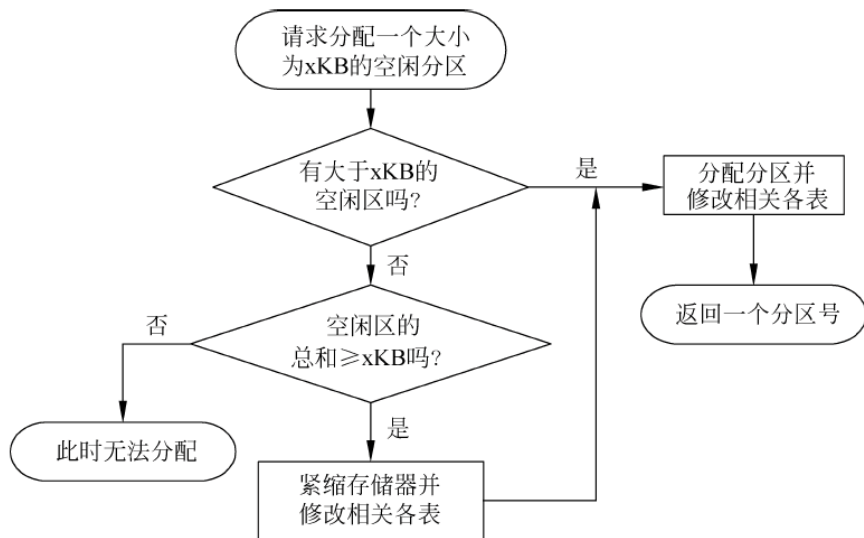 请求分配一个大小
为xKB的空闲分区
有大于xKB的
空闲区吗?
是
分配分区并
修改相关各表
否
返回一个分区号
否
空闲区的
总和≥xKB吗?
此时无法分配
是
紧缩存储器并
修改相关各表